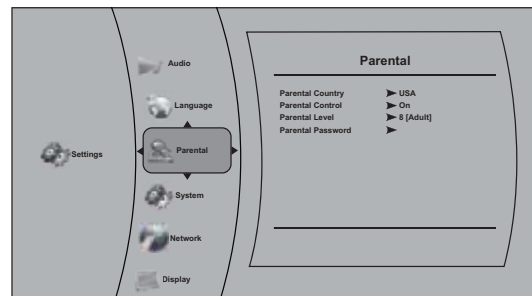 Settings
Audio
Language
Parental
System
Network
Display
Parental
Parental Country USA
Parental Control On
Parental Level 8 [Adult]
Parental Password